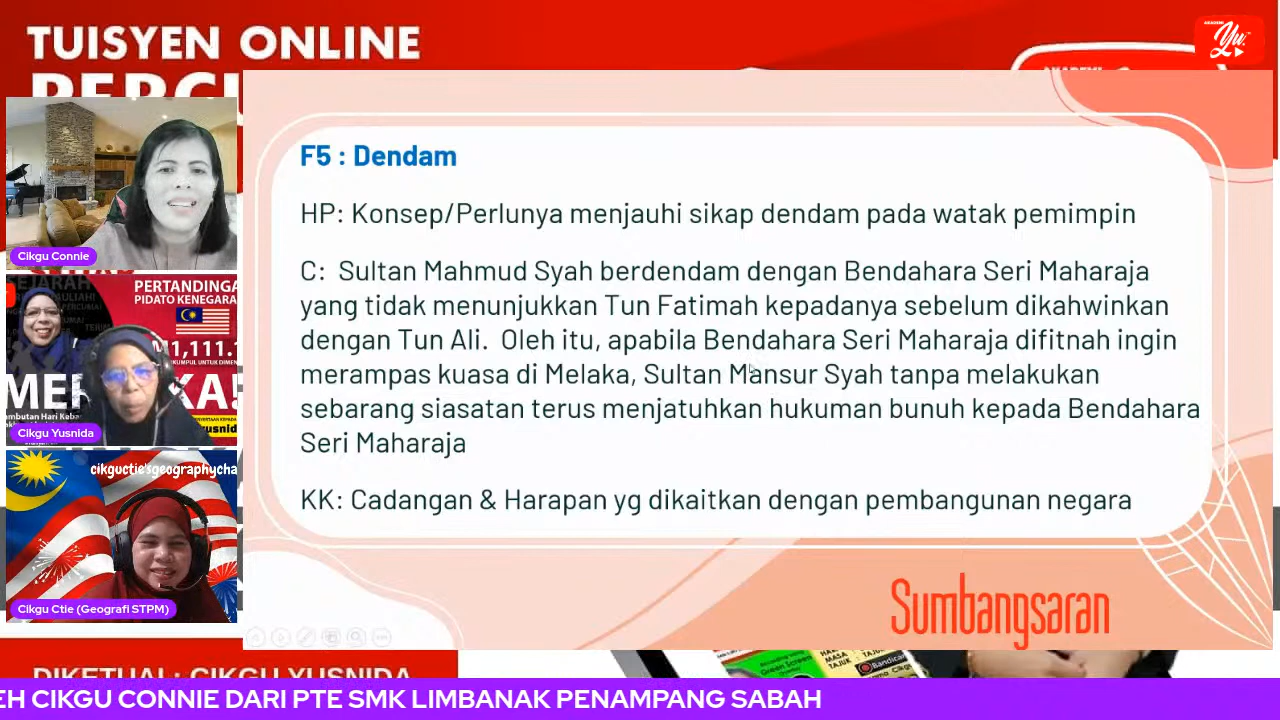 TUISYEN ONLINE
F5 : Dendam
HP: Konsep/Perlunya menjauhi sikap dendam pada watak pemimpin
C: Sultan Mahmud Syah berdendam dengan Bendahara Seri Maharaja
yang tidak menunjukkan Tun Fatimah kepadanya sebelum dikahwinkan
dengan Tun Ali. Oleh itu, apabila Bendahara Seri Maharaja difitnah ingin
merampas kuasa di Melaka, Sultan Mansur Syah tanpa melakukan
sebarang siasatan terus menjatuhkan hukuman bunuh kepada Bendahara
Seri Maharaja
KK: Cadangan & Harapan yg dikaitkan dengan pembangunan negara
Sumbangsaran
Cikgu Connie
PERTANDINGA
PIDATO KENEGARA
Cikgu Yusnida
cikguctie'sgeographycha
Cikgu Ctie (Geografi STPM)
DIKETUAI : CIKGU YUSNIDA
EH CIKGU CONNIE DARI PTE SMK LIMBANAK PENAMPANG SABAH